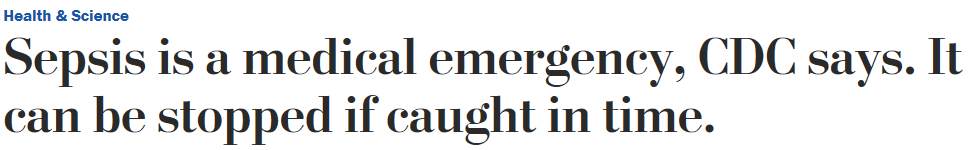 Health & Science
Sepsis is a medical emergency, CDC says. It
can be stopped if caught in time.